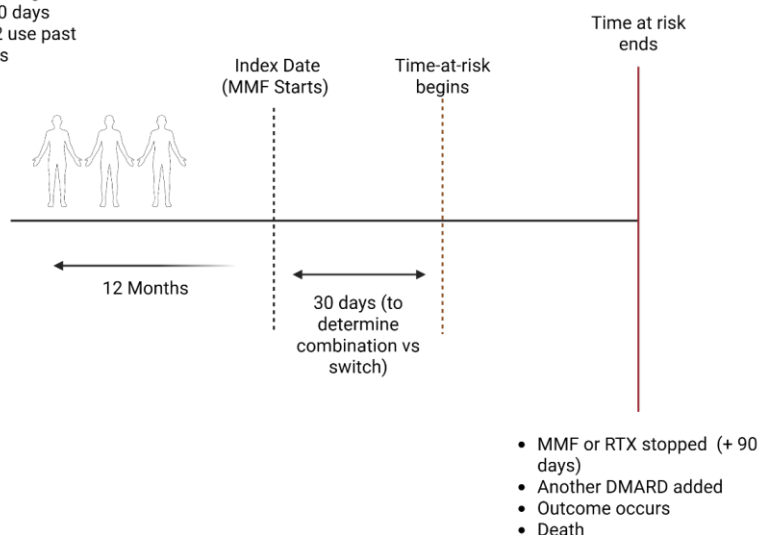 0 days
2 use past
s
Time at risk
ends
Index Date
(MMF Starts)
Time-at-risk
begins
12 Months
30 days (to
determine
combination vs
switch)
• MMF or RTX stopped (+ 90
days)
• Another DMARD added
• Outcome occurs
• Death